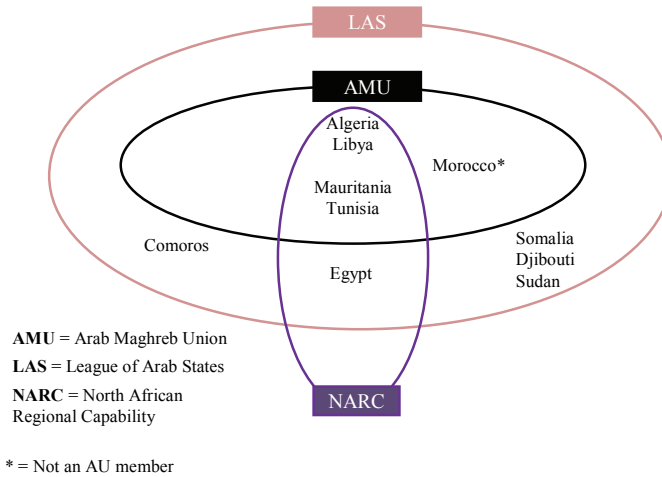 LAS
AMU
Algeria
Libya
Morocco*
Mauritania
Tunisia
Comoros
Somalia
Djibouti
Sudan
Egypt
AMU = Arab Maghreb Union
LAS = League of Arab States
NARC = North African
Regional Capability
NARC
* = Not an AU member